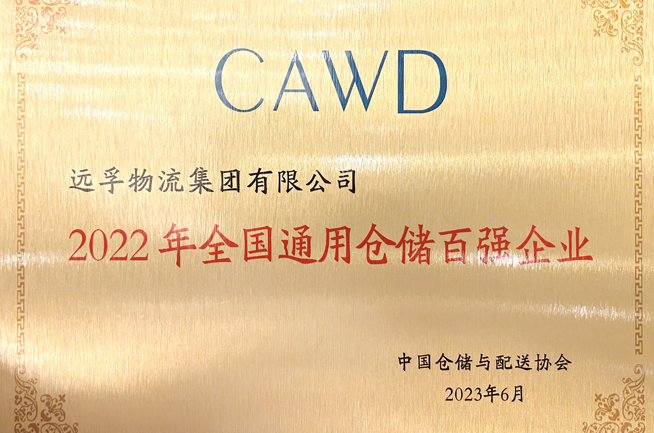 CAWD
远孚物流集团有限公司
2022年全国通用仓储百强企业
中国仓储与配送协会
2023年6月